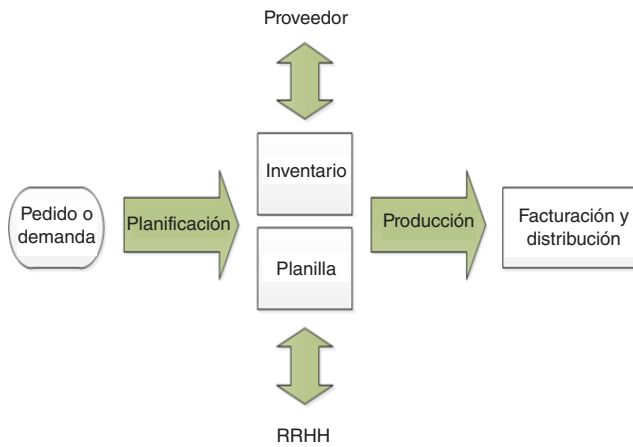 Proveedor
Inventario
Pedido o
demanda
Planificación
Producción
Facturación y
distribución
Planilla
RRHH